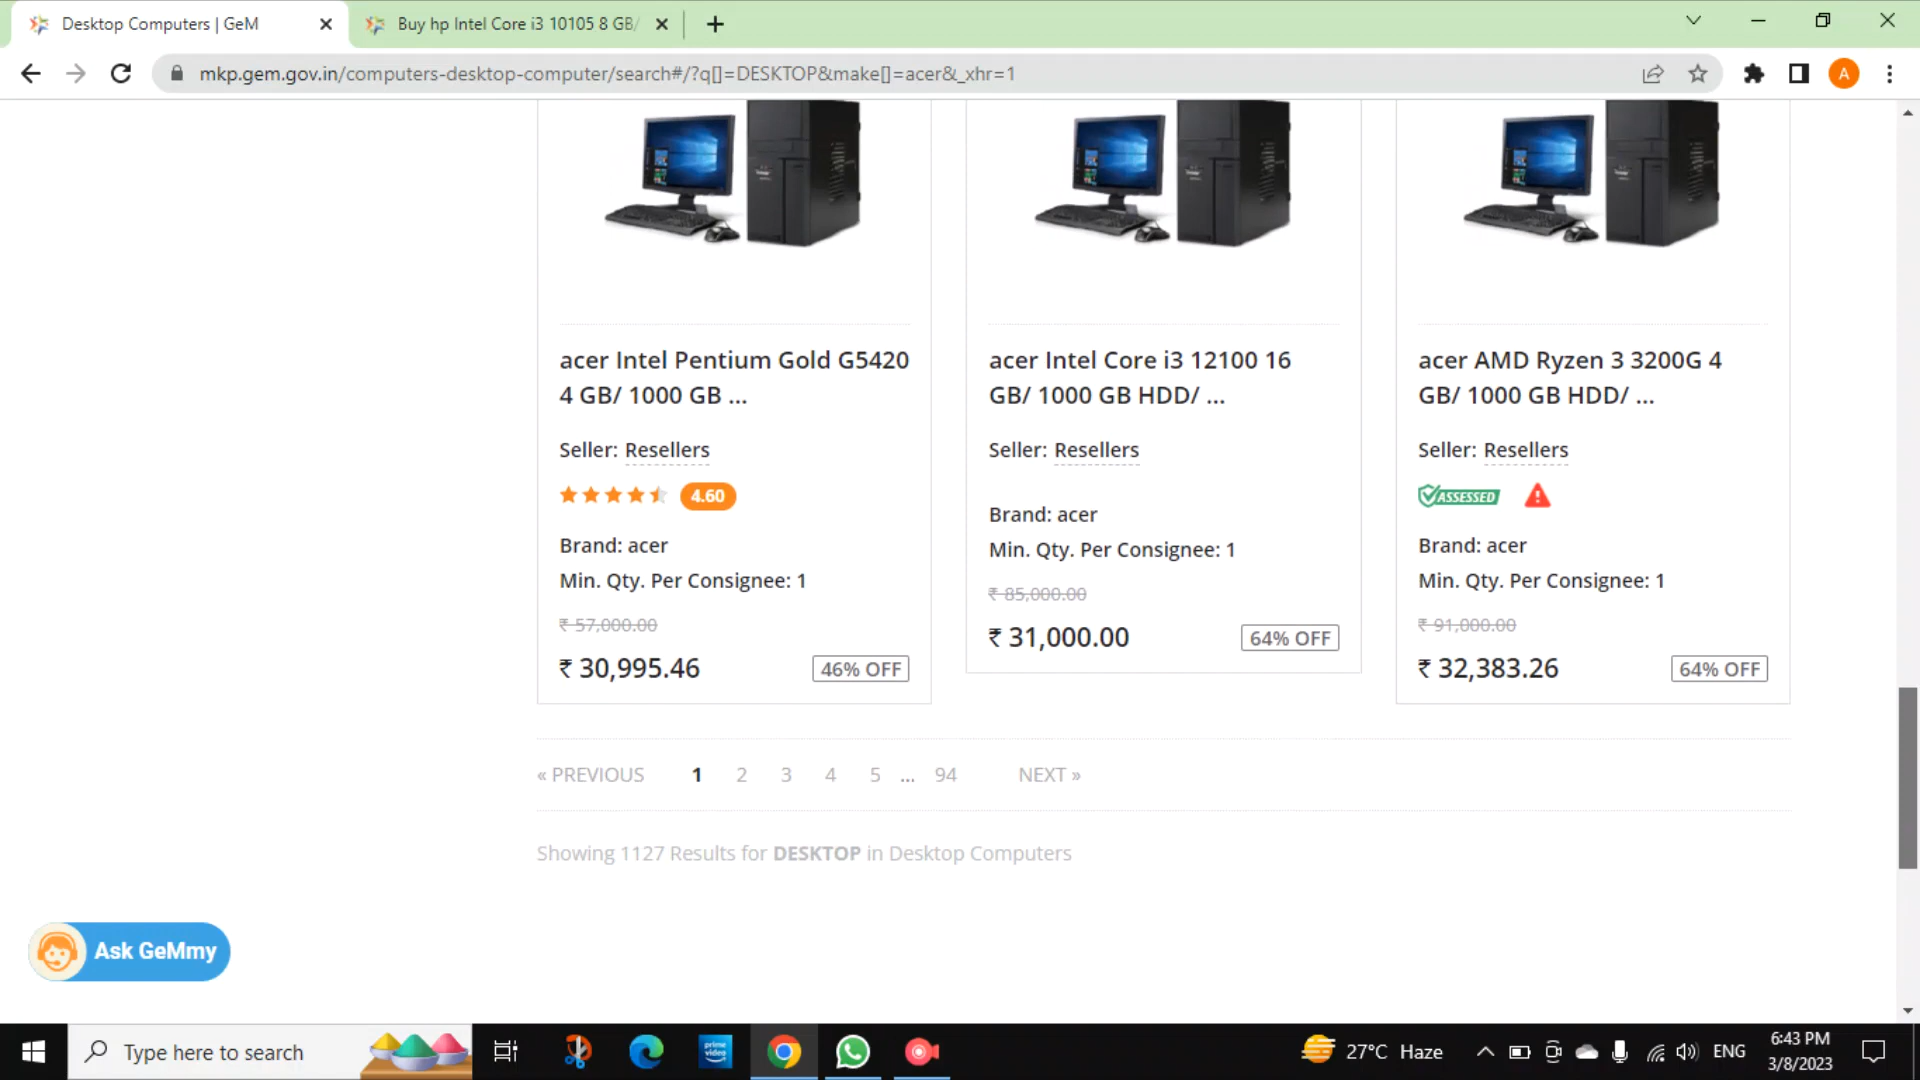 Desktop Computers | GeM
Buy hp Intel Core i3 10105 8 GB/
mkp.gem.gov.in/computers-desktop-computer/search#/?q[]=DESKTOP&make[]=acer&_xhr=1
A
acer Intel Pentium Gold G5420
4 GB/ 1000 GB ...
Seller: Resellers
4.60
Brand: acer
Min. Qty. Per Consignee: 1
₹ 57,000.00
₹ 30,995.46
46% OFF
acer Intel Core i3 12100 16
GB/ 1000 GB HDD/ ...
Seller: Resellers
Brand: acer
Min. Qty. Per Consignee: 1
₹ 85,000.00
₹ 31,000.00
64% OFF
acer AMD Ryzen 3 3200G 4
GB/ 1000 GB HDD/ ...
Seller: Resellers
ASSESSED
Brand: acer
Min. Qty. Per Consignee: 1
₹ 91,000.00
₹ 32,383.26
64% OFF
« PREVIOUS 1 2 3 4 5 ... 94 NEXT »
Showing 1127 Results for DESKTOP in Desktop Computers
Ask GeMmy
Type here to search
prime
video
27°C Haze
ENG
6:43 PM
3/8/2023